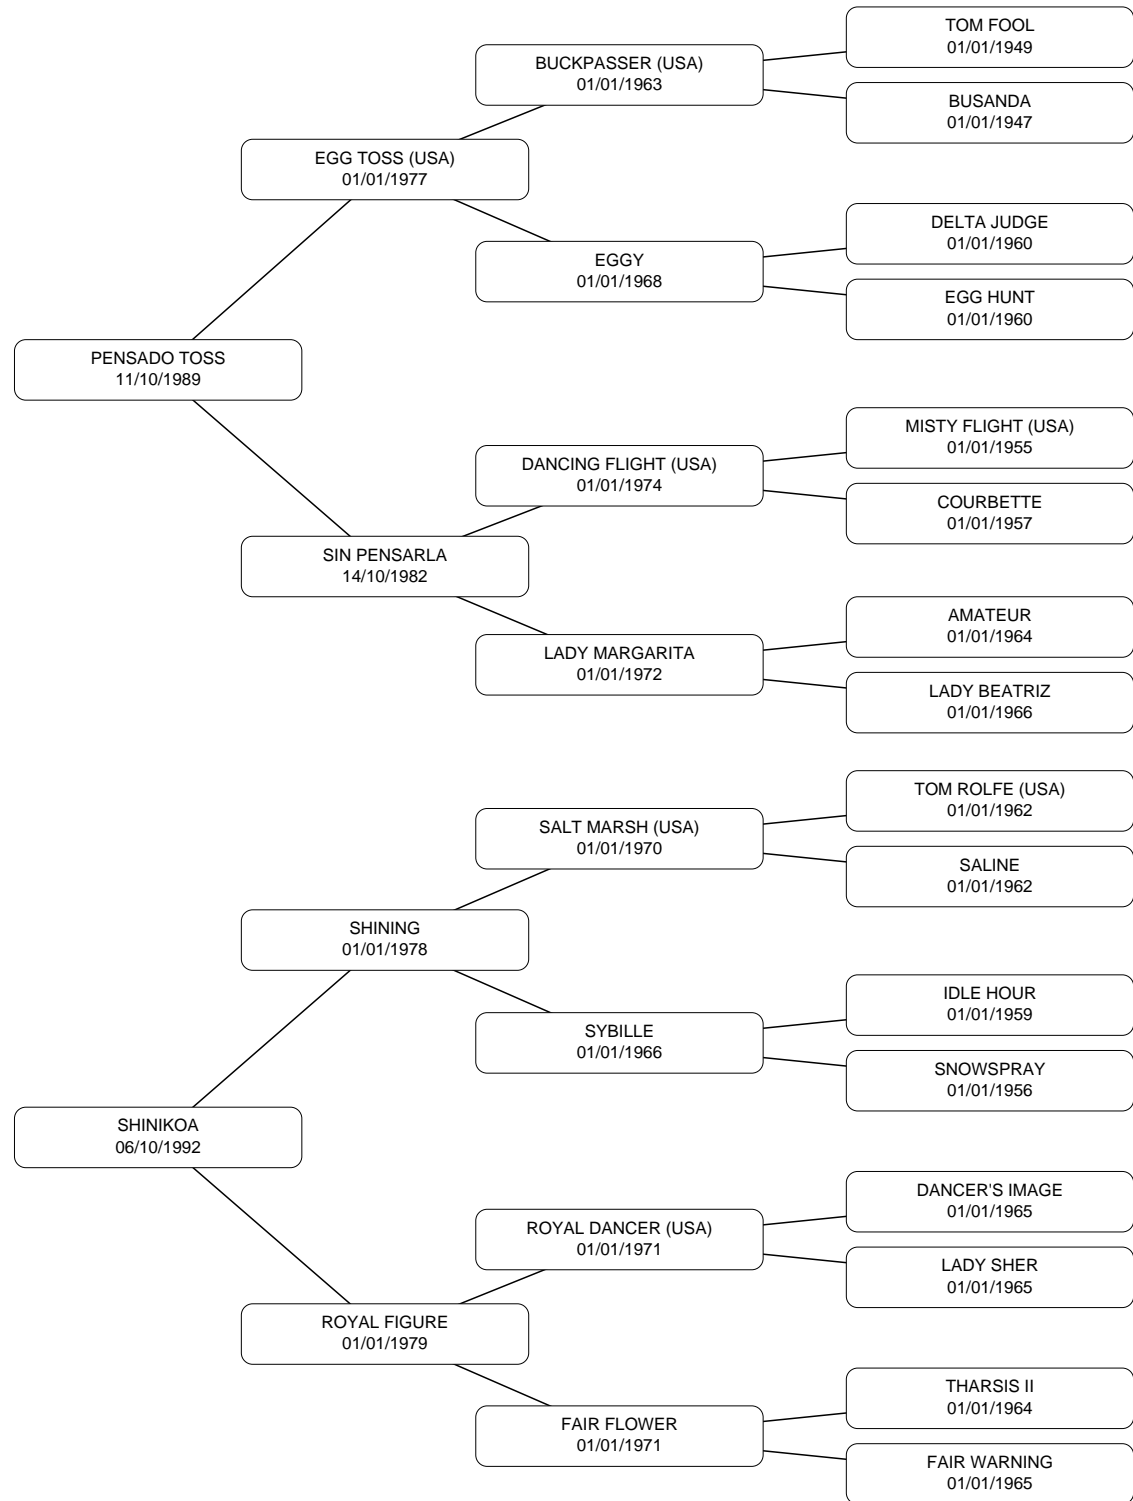 TOM FOOL
01/01/1949
BUCKPASSER (USA)
01/01/1963
BUSANDA
01/01/1947
EGG TOSS (USA)
01/01/1977
DELTA JUDGE
01/01/1960
EGGY
01/01/1968
EGG HUNT
01/01/1960
PENSADO TOSS
11/10/1989
MISTY FLIGHT (USA)
01/01/1955
DANCING FLIGHT (USA)
01/01/1974
COURBETTE
01/01/1957
SIN PENSARLA
14/10/1982
AMATEUR
01/01/1964
LADY MARGARITA
01/01/1972
LADY BEATRIZ
01/01/1966
TOM ROLFE (USA)
01/01/1962
SALT MARSH (USA)
01/01/1970
SALINE
01/01/1962
SHINING
01/01/1978
IDLE HOUR
01/01/1959
SYBILLE
01/01/1966
SNOWSPRAY
01/01/1956
SHINIKOA
06/10/1992
DANCER'S IMAGE
01/01/1965
ROYAL DANCER (USA)
01/01/1971
LADY SHER
01/01/1965
ROYAL FIGURE
01/01/1979
THARSIS II
01/01/1964
FAIR FLOWER
01/01/1971
FAIR WARNING
01/01/1965